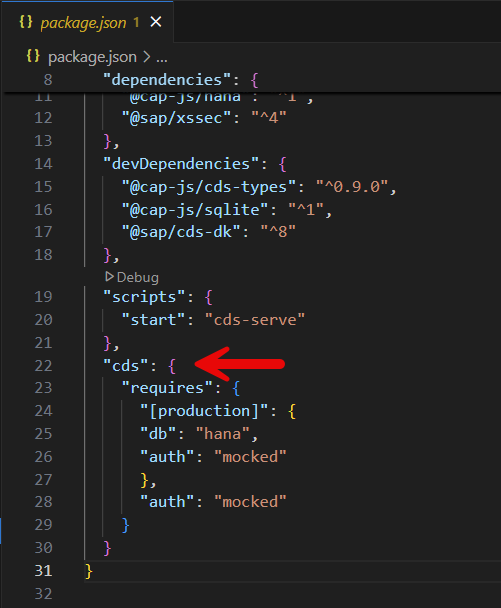 {} package.json 1 ×
{} package.json > ...
8 "dependencies": {
11 "@cap-js/hana": "^1",
12 "@sap/xssec": "^4"
13 },
14 "devDependencies": {
15 "@cap-js/cds-types": "^0.9.0",
16 "@cap-js/sqlite": "^1",
17 "@sap/cds-dk": "^8"
18 },
Debug
19 "scripts": {
20 "start": "cds-serve"
21 },
22 "cds": {
23 "requires": {
24 "[production]": {
25 "db": "hana",
26 "auth": "mocked"
27 },
28 "auth": "mocked"
29 }
30 }
31 }
32